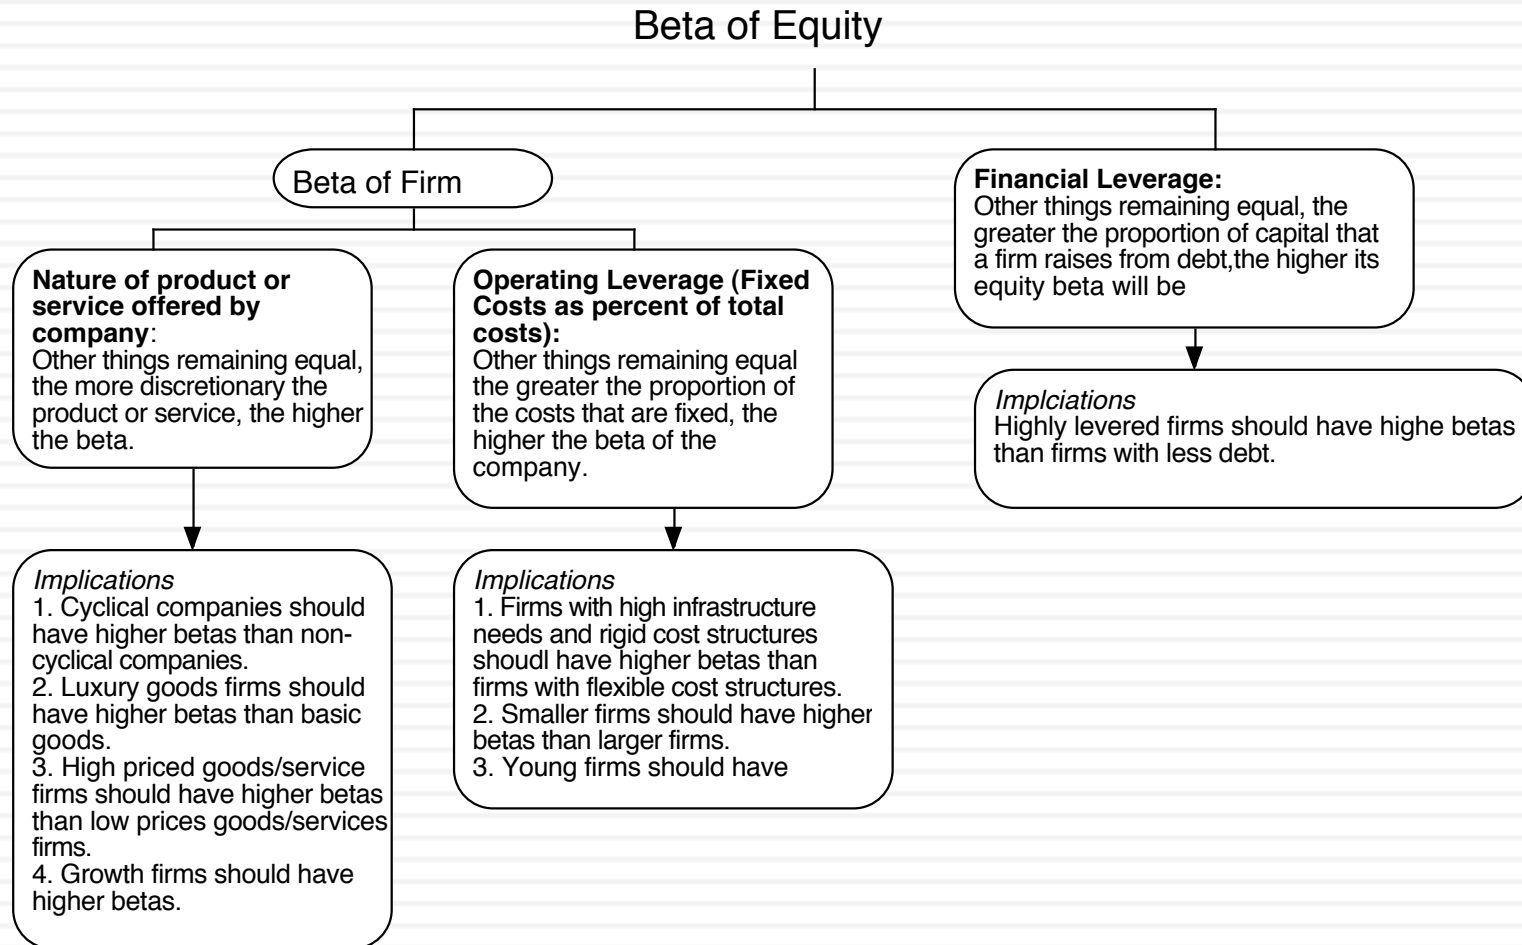 Beta of Equity
Beta of Firm
Financial Leverage:
Other things remaining equal, the
greater the proportion of capital that
a firm raises from debt,the higher its
equity beta will be
Nature of product or
service offered by
company:
Other things remaining equal,
the more discretionary the
product or service, the higher
the beta.
Operating Leverage (Fixed
Costs as percent of total
costs):
Other things remaining equal
the greater the proportion of
the costs that are fixed, the
higher the beta of the
company.
Implciations
Highly levered firms should have highe betas
than firms with less debt.
Implications
1. Cyclical companies should
have higher betas than non-
cyclical companies.
2. Luxury goods firms should
have higher betas than basic
goods.
3. High priced goods/service
firms should have higher betas
than low prices goods/services
firms.
4. Growth firms should have
higher betas.
Implications
1. Firms with high infrastructure
needs and rigid cost structures
shoudl have higher betas than
firms with flexible cost structures.
2. Smaller firms should have higher
betas than larger firms.
3. Young firms should have